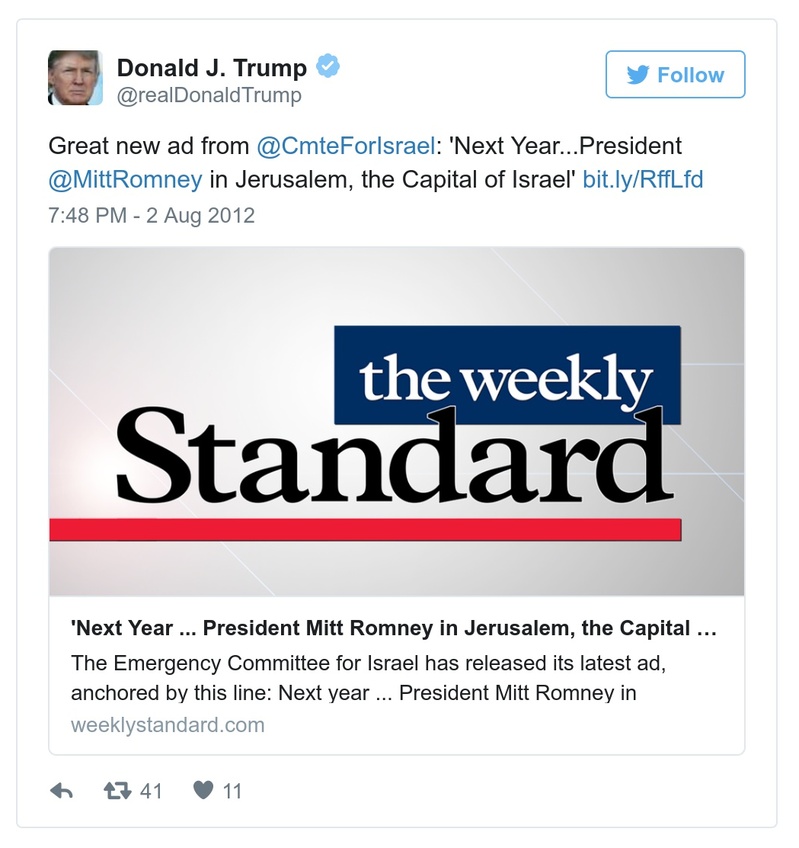 Donald J. Trump
@realDonaldTrump
Follow
Great new ad from @CmteForIsrael: 'Next Year...President
@MittRomney in Jerusalem, the Capital of Israel' bit.ly/RffLfd
7:48 PM - 2 Aug 2012
the weekly
Standard
'Next Year ... President Mitt Romney in Jerusalem, the Capital ...
The Emergency Committee for Israel has released its latest ad,
anchored by this line: Next year ... President Mitt Romney in
weeklystandard.com
41
11